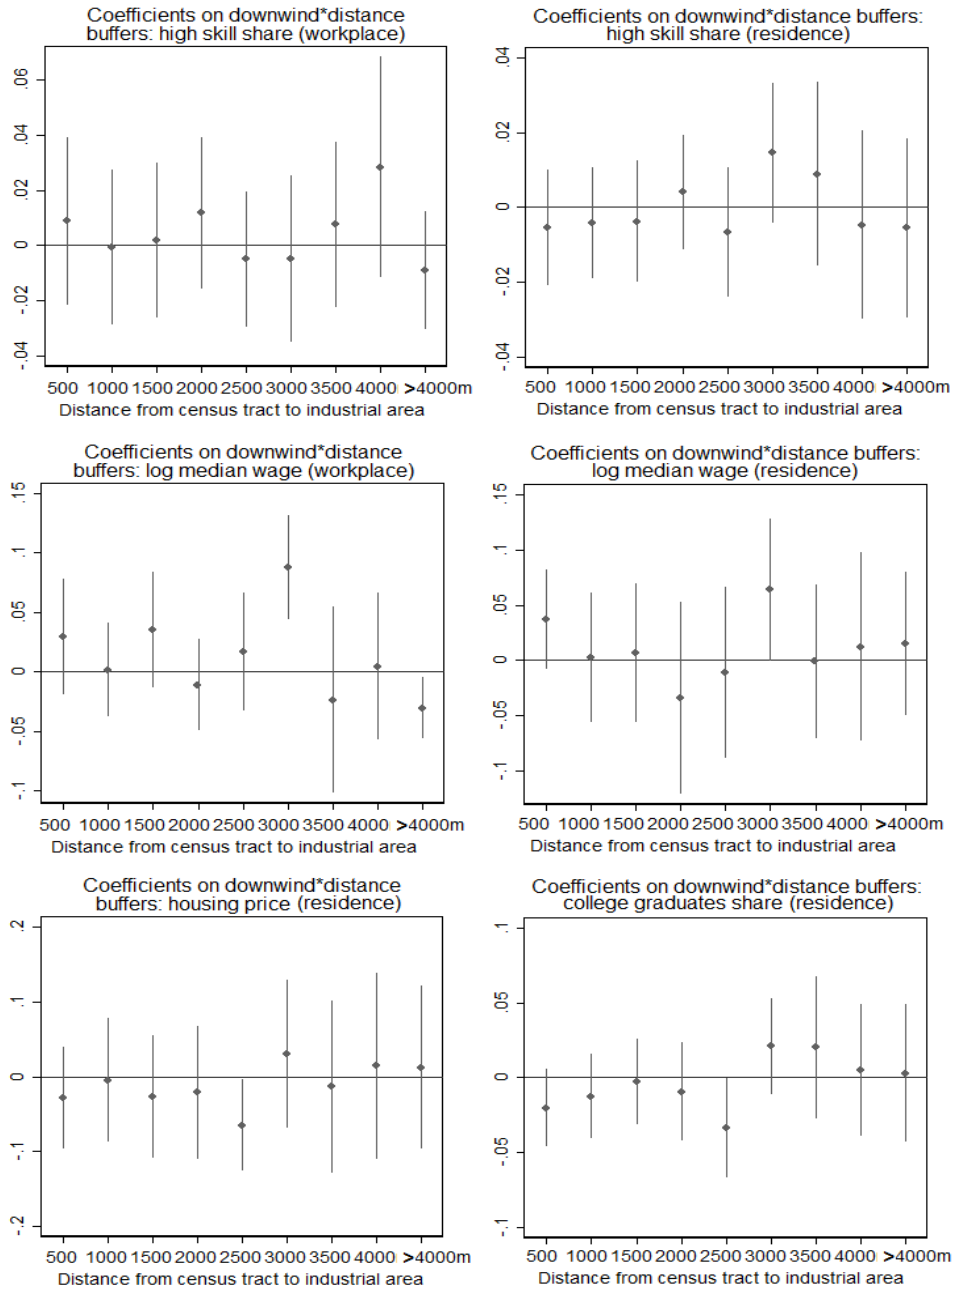 Coefficients on downwind*distance
buffers: high skill share (workplace)
.06
.04
.02
0
-.02
-.04
500 1000 1500 2000 2500 3000 3500 4000 >4000m
Distance from census tract to industrial area
Coefficients on downwind*distance buffers:
high skill share (residence)
.04
.02
0
-.02
-.04
500 1000 1500 2000 2500 3000 3500 4000 >4000m
Distance from census tract to industrial area
Coefficients on downwind*distance
buffers: log median wage (workplace)
.15
.1
.05
0
-.05
-.1
500 1000 1500 2000 2500 3000 3500 4000 >4000m
Distance from census tract to industrial area
Coefficients on downwind*distance buffers:
log median wage (residence)
.15
.1
.05
0
-.05
-.1
500 1000 1500 2000 2500 3000 3500 4000 >4000m
Distance from census tract to industrial area
Coefficients on downwind*distance
buffers: housing price (residence)
.2
.1
0
-.1
-.2
500 1000 1500 2000 2500 3000 3500 4000 >4000m
Distance from census tract to industrial area
Coefficients on downwind*distance buffers:
college graduates share (residence)
.1
.05
0
-.05
-.1
500 1000 1500 2000 2500 3000 3500 4000 >4000m
Distance from census tract to industrial area